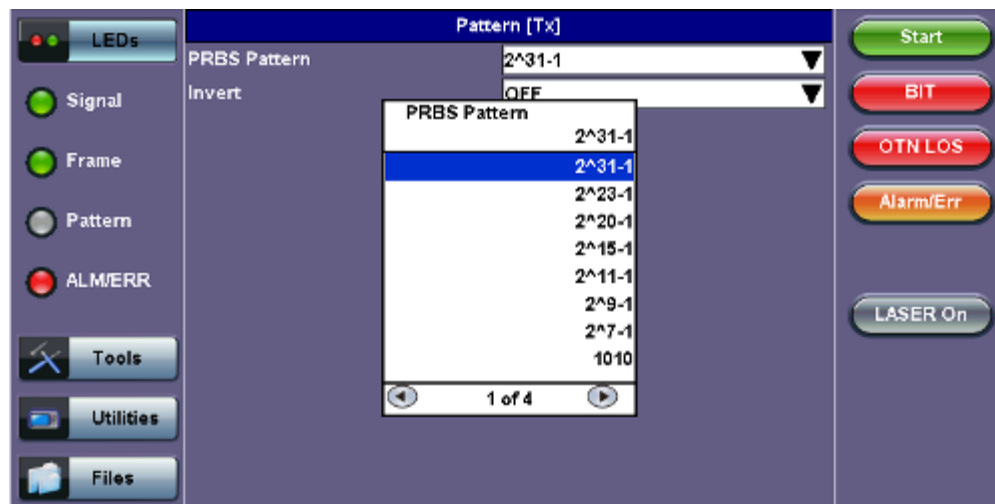 LEDs
Signal
Frame
Pattern
ALM/ERR
Tools
Utilities
Files
Pattern [Tx]
PRBS Pattern 2^31-1
Invert OFF
PRBS Pattern
2^31-1
2^31-1
2^23-1
2^20-1
2^15-1
2^11-1
2^9-1
2^7-1
1010
1 of 4
Start
BIT
OTN LOS
Alarm/Err
LASER On